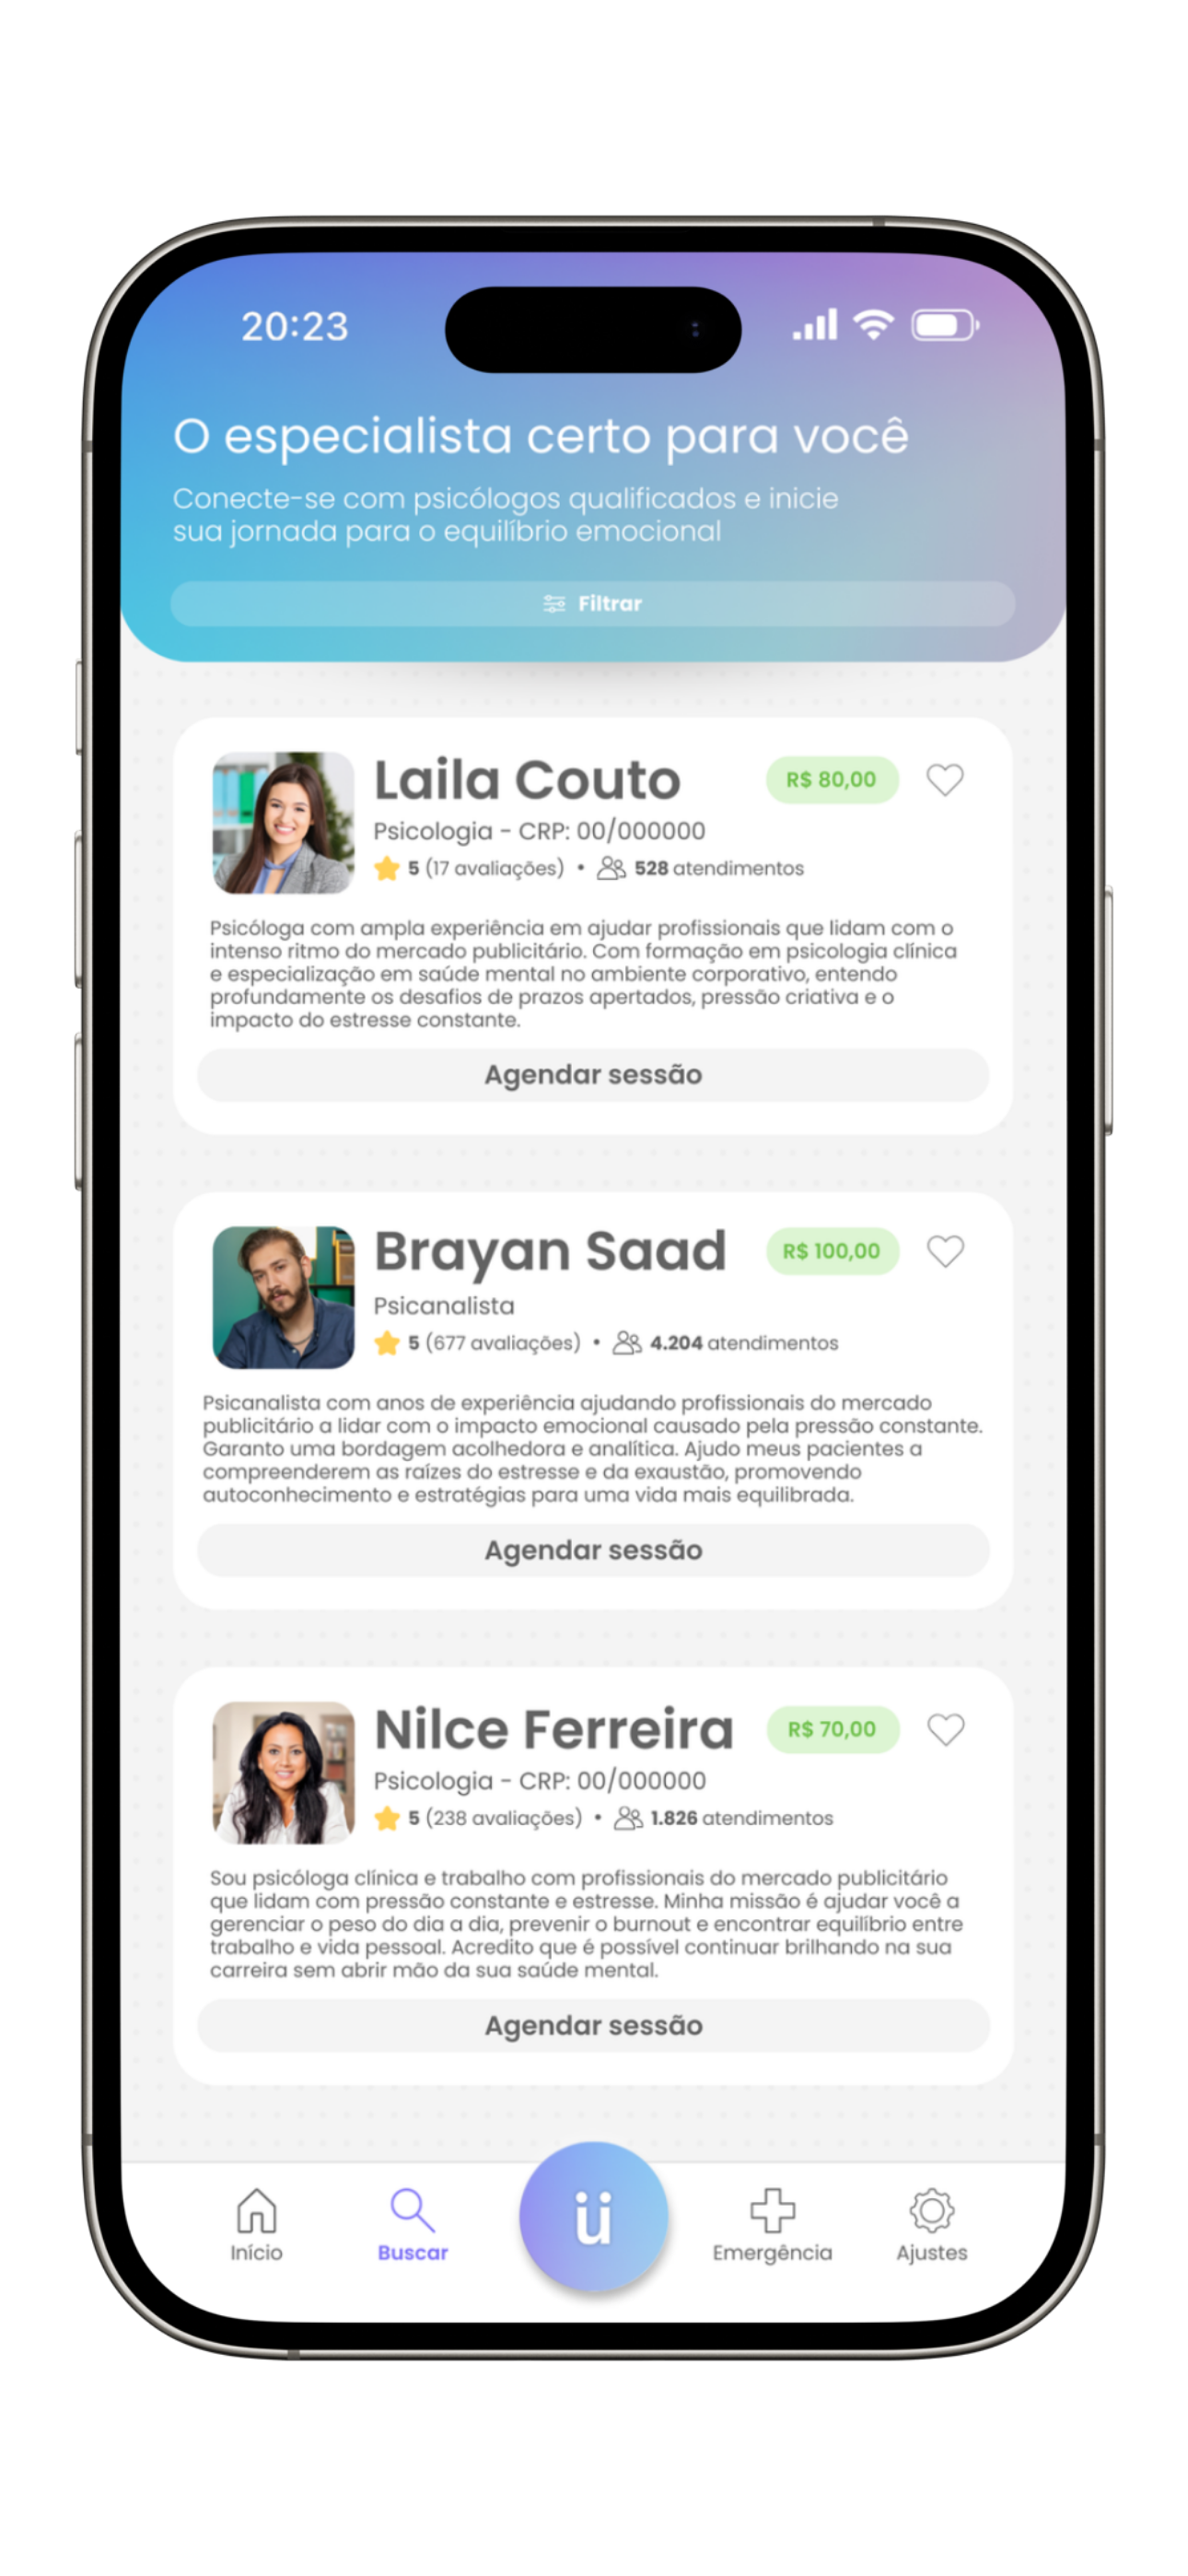 20:23
O especialista certo para você
Conecte-se com psicólogos qualificados e inicie
sua jornada para o equilíbrio emocional
Filtrar
Laila Couto
R$ 80,00
Psicologia - CRP: 00/000000
5 (17 avaliações) • 528 atendimentos
Psicóloga com ampla experiência em ajudar profissionais que lidam com o
intenso ritmo do mercado publicitário. Com formação em psicologia clínica
e especialização em saúde mental no ambiente corporativo, entendo
profundamente os desafios de prazos apertados, pressão criativa e o
impacto do estresse constante.
Agendar sessão
Brayan Saad
R$ 100,00
Psicanalista
5 (677 avaliações) • 4.204 atendimentos
Psicanalista com anos de experiência ajudando profissionais do mercado
publicitário a lidar com o impacto emocional causado pela pressão constante.
Garanto uma bordagem acolhedora e analítica. Ajudo meus pacientes a
compreenderem as raízes do estresse e da exaustão, promovendo
autoconhecimento e estratégias para uma vida mais equilibrada.
Agendar sessão
Nilce Ferreira
R$ 70,00
Psicologia - CRP: 00/000000
5 (238 avaliações) • 1.826 atendimentos
Sou psicóloga clínica e trabalho com profissionais do mercado publicitário
que lidam com pressão constante e estresse. Minha missão é ajudar você a
gerenciar o peso do dia a dia, prevenir o burnout e encontrar equilíbrio entre
trabalho e vida pessoal. Acredito que é possível continuar brilhando na sua
carreira sem abrir mão da sua saúde mental.
Agendar sessão
Início
Buscar
ü
Emergência
Ajustes